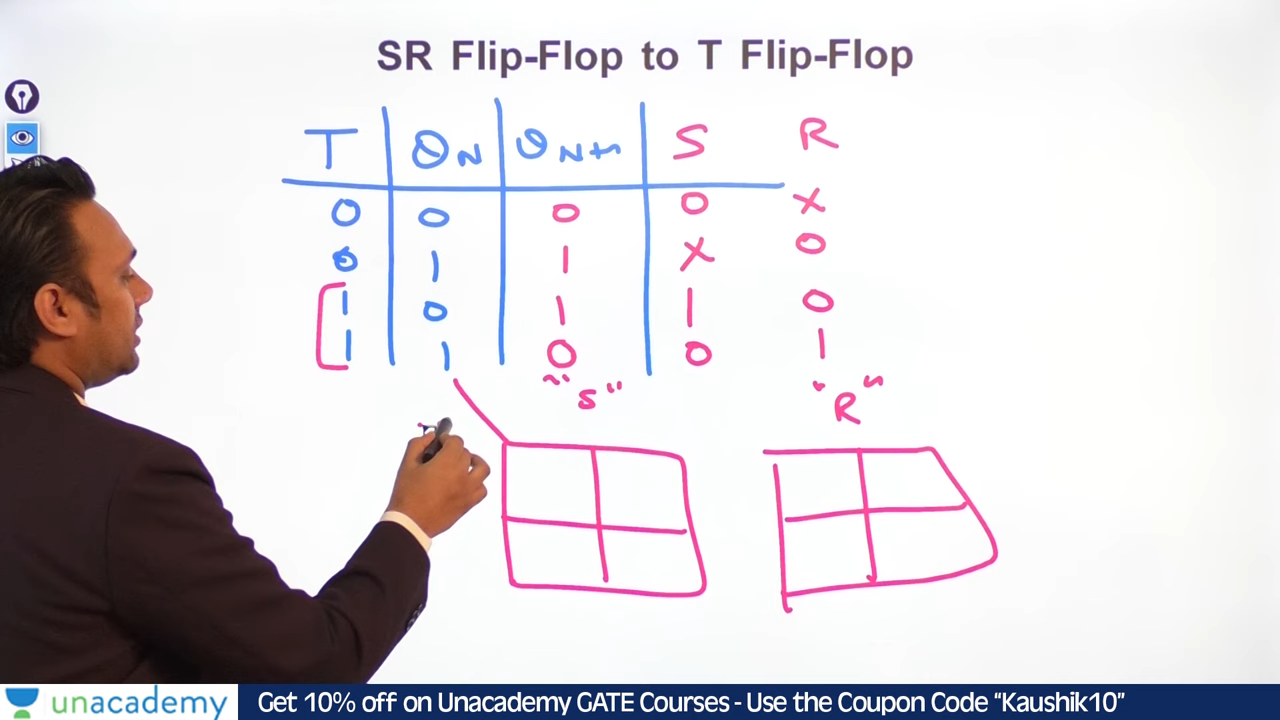 SR Flip-Flop to T Flip-Flop
T QN QN+1 S R
0 0 0 0 X
0 1 1 X 0
1 0 1 1 0
1 1 0 0 1
"S" "R"
unacademy Get 10% off on Unacademy GATE Courses - Use the Coupon Code “Kaushik10”